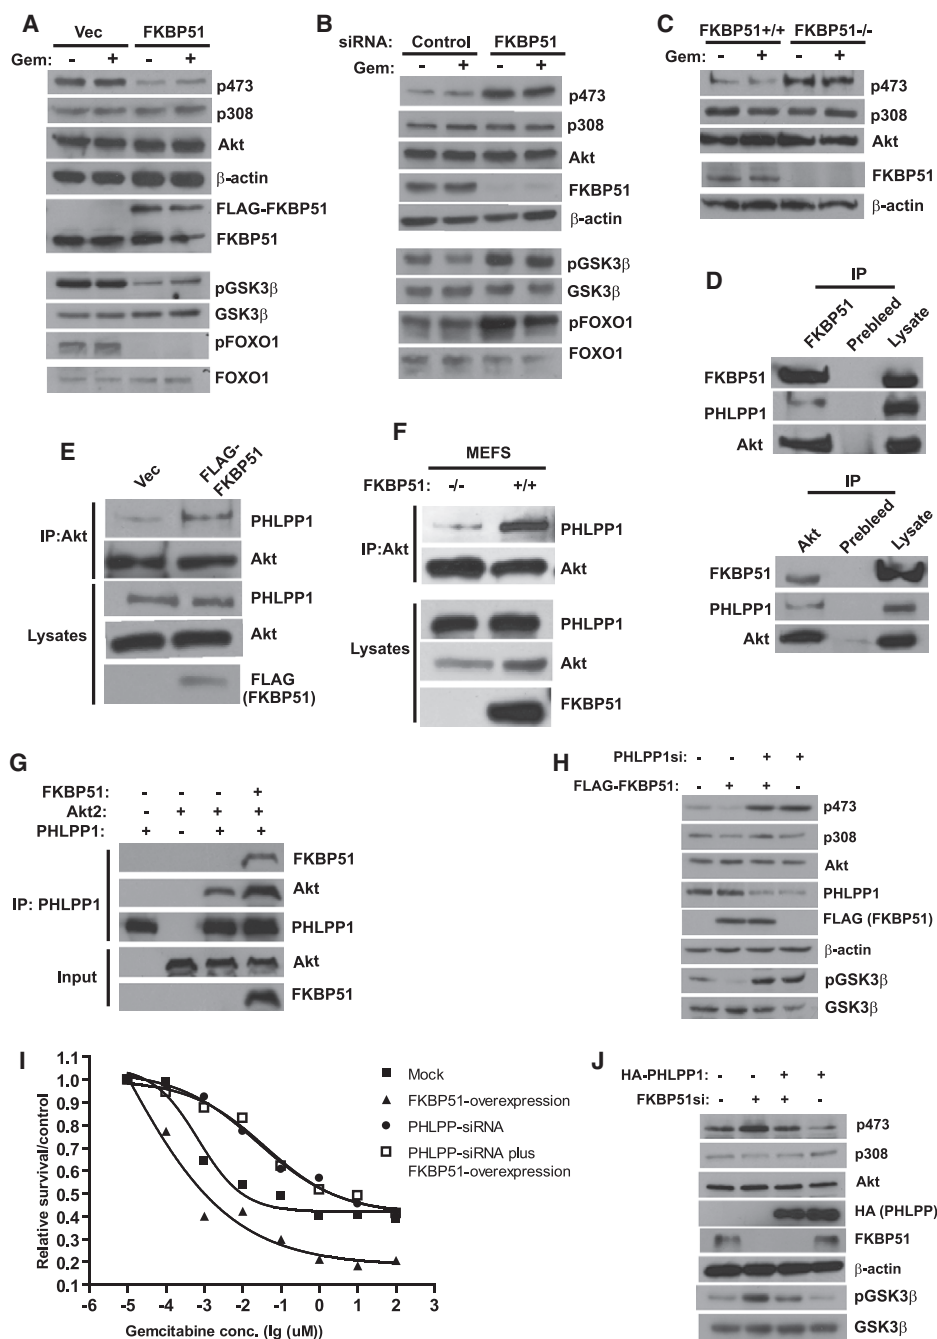 A
Vec FKBP51
Gem: - + - +
p473
p308
Akt
β-actin
FLAG-FKBP51
FKBP51
pGSK3β
GSK3β
pFOXO1
FOXO1
B
siRNA: Control FKBP51
Gem: - + - +
p473
p308
Akt
FKBP51
β-actin
pGSK3β
GSK3β
pFOXO1
FOXO1
C
FKBP51+/+ FKBP51-/-
Gem: - + - +
p473
p308
Akt
FKBP51
β-actin
D
IP
FKBP51 Prebleed Lysate
FKBP51
PHLPP1
Akt
IP
Akt Prebleed Lysate
FKBP51
PHLPP1
Akt
E
Vec FLAG-
FKBP51
IP:Akt
PHLPP1
Akt
Lysates
PHLPP1
Akt
FLAG
(FKBP51)
F
MEFS
FKBP51: -/- +/+
IP:Akt
PHLPP1
Akt
Lysates
PHLPP1
Akt
FKBP51
G
FKBP51: - - - +
Akt2: - + + +
PHLPP1: + - + +
IP: PHLPP1
FKBP51
Akt
PHLPP1
Input
Akt
FKBP51
H
PHLPP1si: - - + +
FLAG-FKBP51: - + + -
p473
p308
Akt
PHLPP1
FLAG (FKBP51)
β-actin
pGSK3β
GSK3β
I
Relative survival/control
1.1
1.0
0.9
0.8
0.7
0.6
0.5
0.4
0.3
0.2
0.1
-6 -5 -4 -3 -2 -1 0 1 2 3
Gemcitabine conc. (lg (uM))
Mock
FKBP51-overexpression
PHLPP-siRNA
PHLPP-siRNA plus
FKBP51-overexpression
J
HA-PHLPP1: - - + +
FKBP51si: - + + -
p473
p308
Akt
HA (PHLPP)
FKBP51
β-actin
pGSK3β
GSK3β